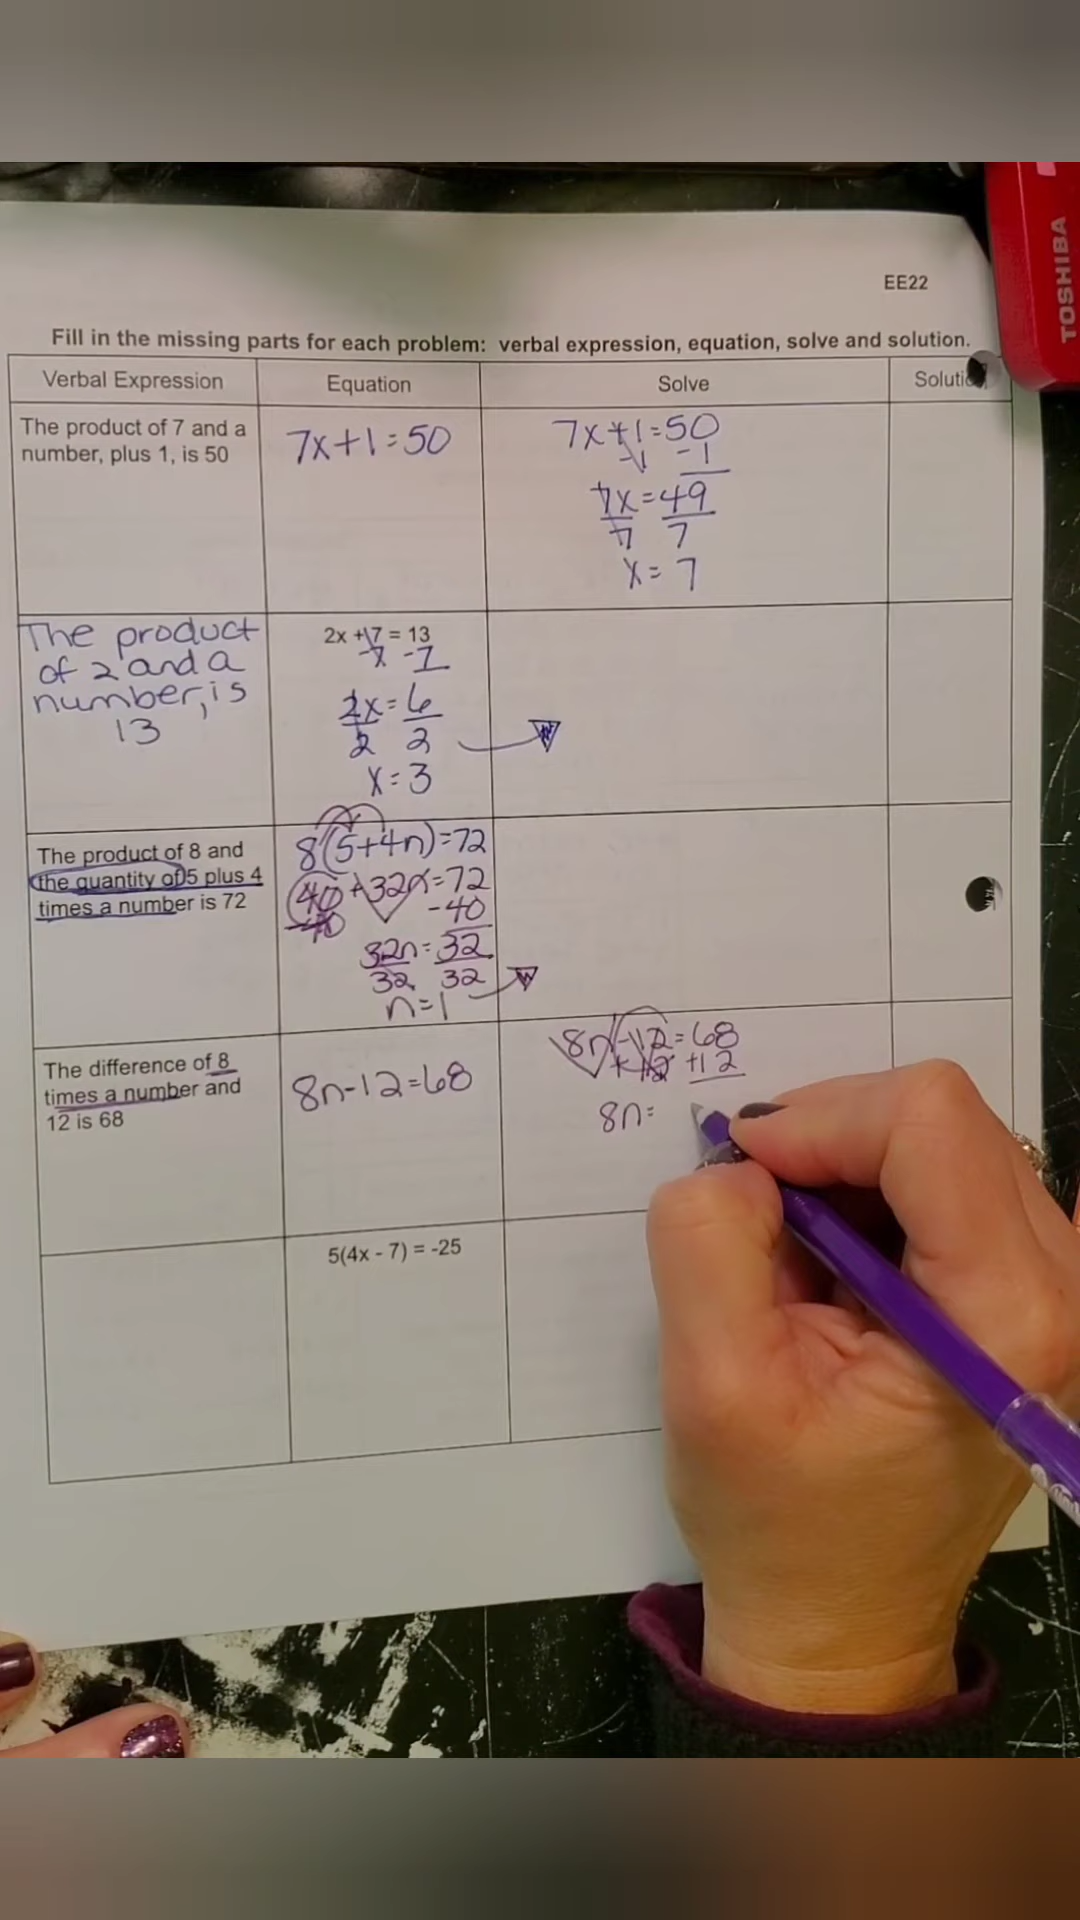 TOSHIBA
EE22
Fill in the missing parts for each problem: verbal expression, equation, solve and solution.
Verbal Expression
Equation
Solve
The product of 7 and a
number, plus 1, is 50
7x+1=50
7x+1=50
-1 -1
7x=49
7 7
x=7
The product
of 2 and a
number, is
13
2x + 7 = 13
-7 -7
2x=6
2 2
x=3
The product of 8 and
the quantity of 5 plus 4
times a number is 72
8(5+4n)=72
40+32n=72
-40 -40
32n=32
32 32
n=1
The difference of 8
times a number and
12 is 68
8n-12=68
8n-12=68
+12 +12
8n=
5(4x - 7) = -25